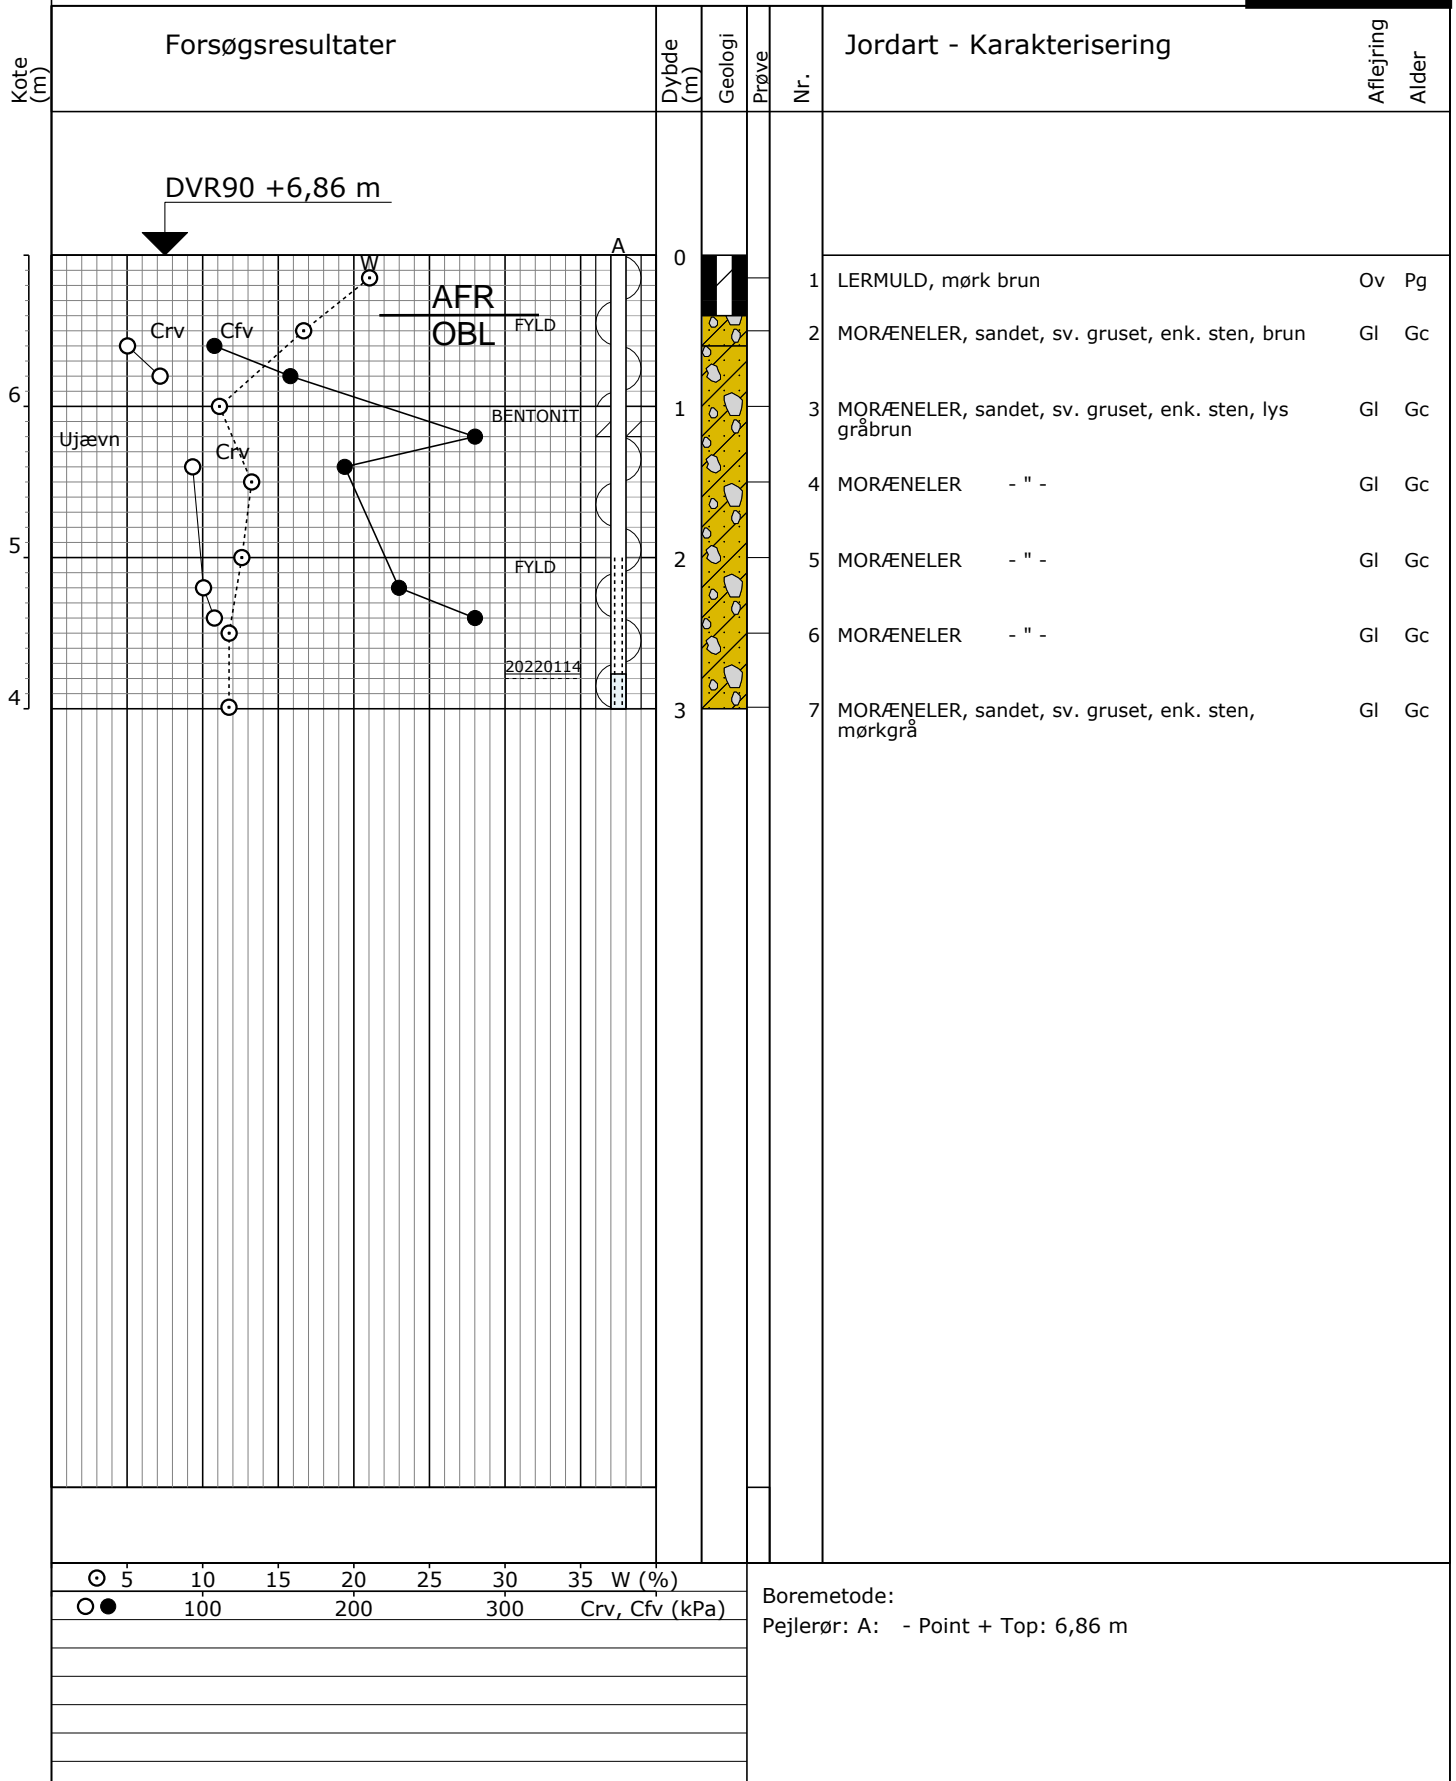 Kote (m)
Forsøgsresultater
Dybde (m)
Geologi
Prøve
Nr.
Jordart - Karakterisering
Aflejring
Alder
DVR90 +6,86 m
A
W
0
1 LERMULD, mørk brun Ov Pg
AFR
OBL
FYLD
Crv
Cfv
2 MORÆNELER, sandet, sv. gruset, enk. sten, brun Gl Gc
6
1
BENTONIT
3 MORÆNELER, sandet, sv. gruset, enk. sten, lys
gråbrun Gl Gc
Ujævn
Crv
4 MORÆNELER - " - Gl Gc
5
2
FYLD
5 MORÆNELER - " - Gl Gc
6 MORÆNELER - " - Gl Gc
20220114
4
3
7 MORÆNELER, sandet, sv. gruset, enk. sten,
mørkgrå Gl Gc
5 10 15 20 25 30 35 W (%)
100 200 300 Crv, Cfv (kPa)
Boremetode:
Pejlerør: A: - Point + Top: 6,86 m